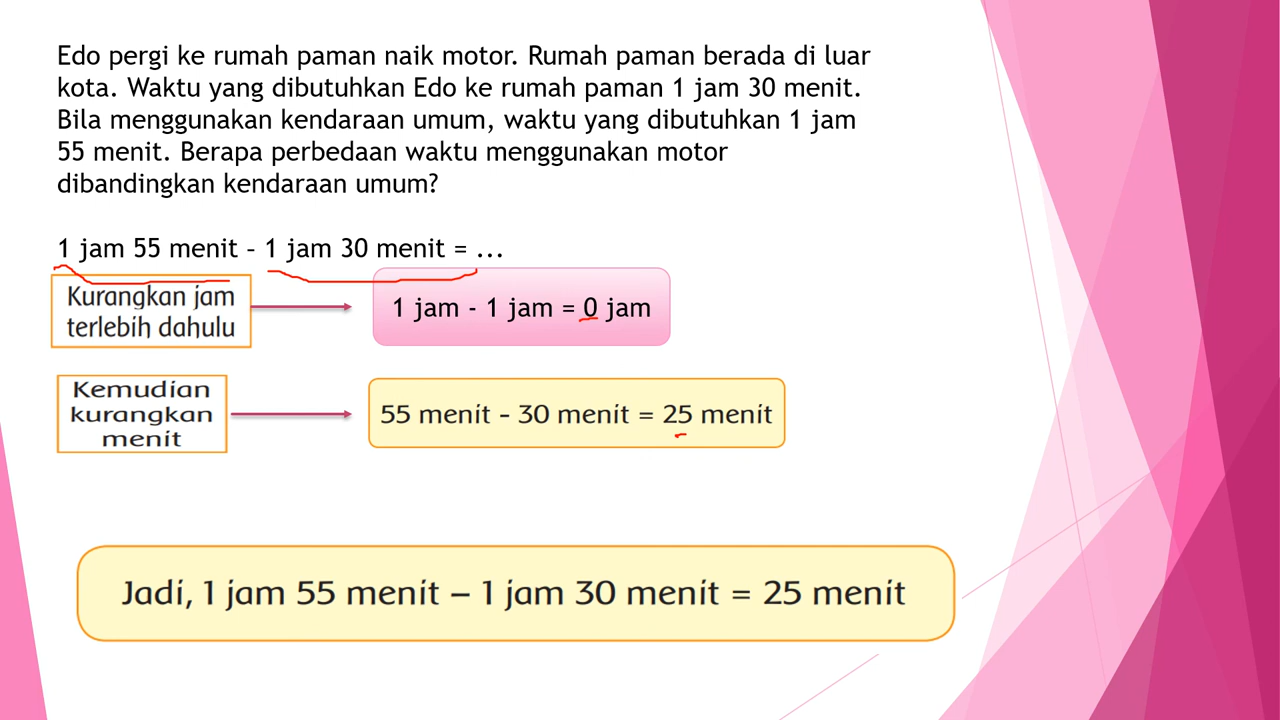 Edo pergi ke rumah paman naik motor. Rumah paman berada di luar
kota. Waktu yang dibutuhkan Edo ke rumah paman 1 jam 30 menit.
Bila menggunakan kendaraan umum, waktu yang dibutuhkan 1 jam
55 menit. Berapa perbedaan waktu menggunakan motor
dibandingkan kendaraan umum?
1 jam 55 menit – 1 jam 30 menit = ...
Kurangkan jam
terlebih dahulu
1 jam - 1 jam = 0 jam
Kemudian
kurangkan
menit
55 menit – 30 menit = 25 menit
Jadi, 1 jam 55 menit – 1 jam 30 menit = 25 menit